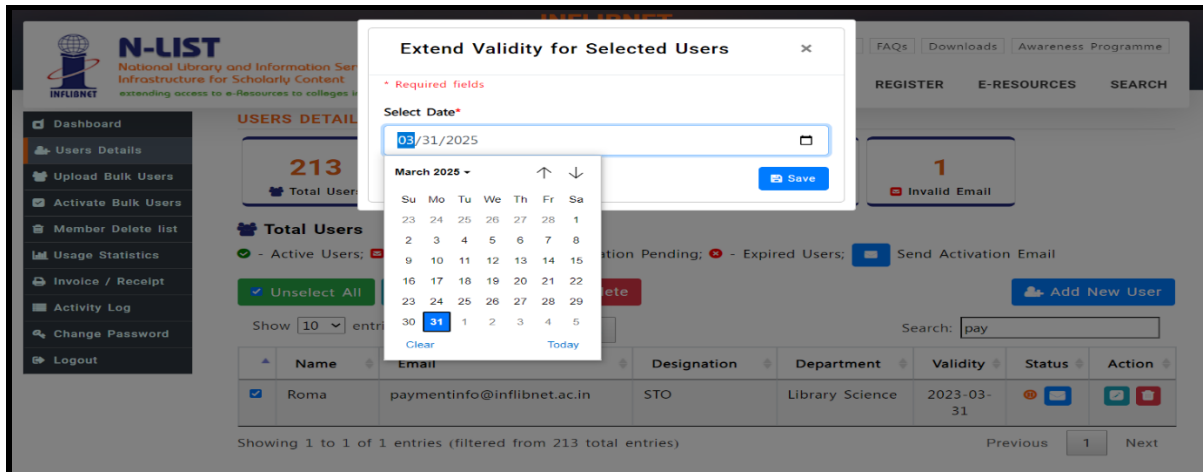 INFLIBNET
N-LIST
National Library and Information Ser
Infrastructure for Scholarly Content
extending access to e-Resources to colleges i
INFLIBNET
FAQs Downloads Awareness Programme
REGISTER E-RESOURCES SEARCH
Extend Validity for Selected Users ×
* Required fields
Select Date*
03/31/2025
March 2025
Su Mo Tu We Th Fr Sa
23 24 25 26 27 28 1
2 3 4 5 6 7 8
9 10 11 12 13 14 15
16 17 18 19 20 21 22
23 24 25 26 27 28 29
30 31 1 2 3 4 5
Clear Today
Save
Dashboard
Users Details
Upload Bulk Users
Activate Bulk Users
Member Delete list
Usage Statistics
Invoice / Receipt
Activity Log
Change Password
Logout
USERS DETAIL
213
Total User
1
Invalid Email
Total Users
- Active Users; ation Pending; - Expired Users; Send Activation Email
Unselect All lete Add New User
Show 10 entri Search: pay
Name Email Designation Department Validity Status Action
Roma paymentinfo@inflibnet.ac.in STO Library Science 2023-03-
31
Showing 1 to 1 of 1 entries (filtered from 213 total entries) Previous 1 Next